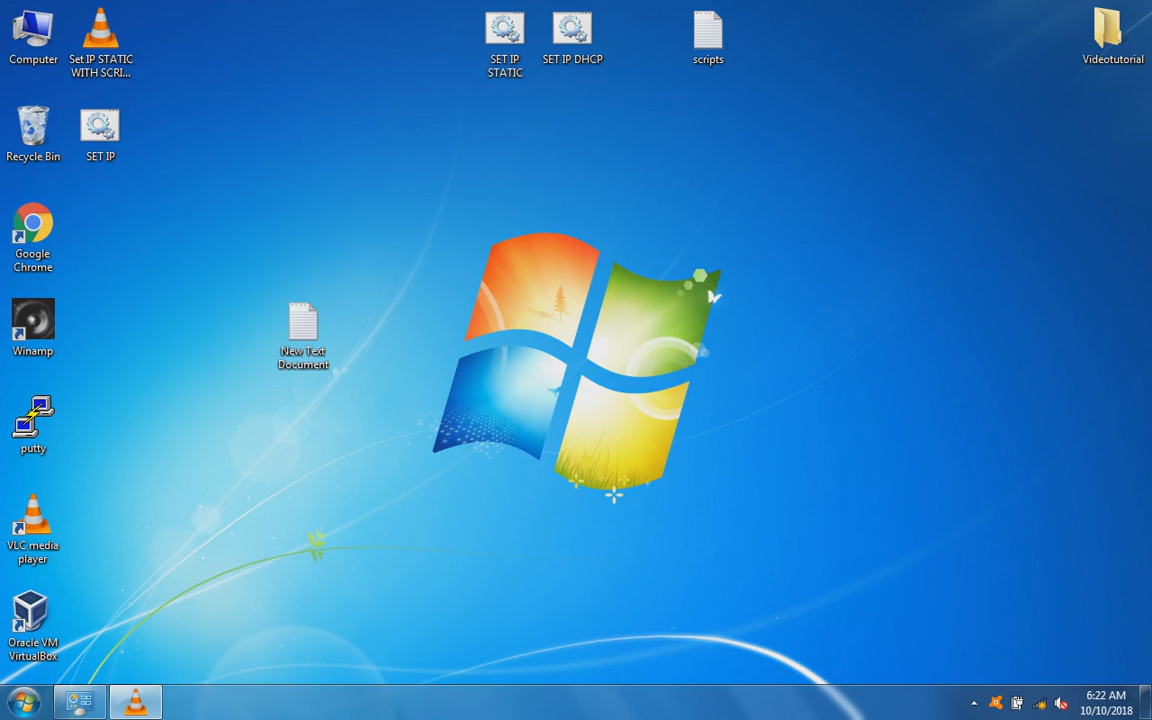 Computer
Set IP STATIC
WITH SCRI...
SET IP
STATIC
SET IP DHCP
scripts
Videotutorial
Recycle Bin
SET IP
Google
Chrome
Winamp
New Text
Document
putty
VLC media
player
Oracle VM
VirtualBox
6:22 AM
10/10/2018